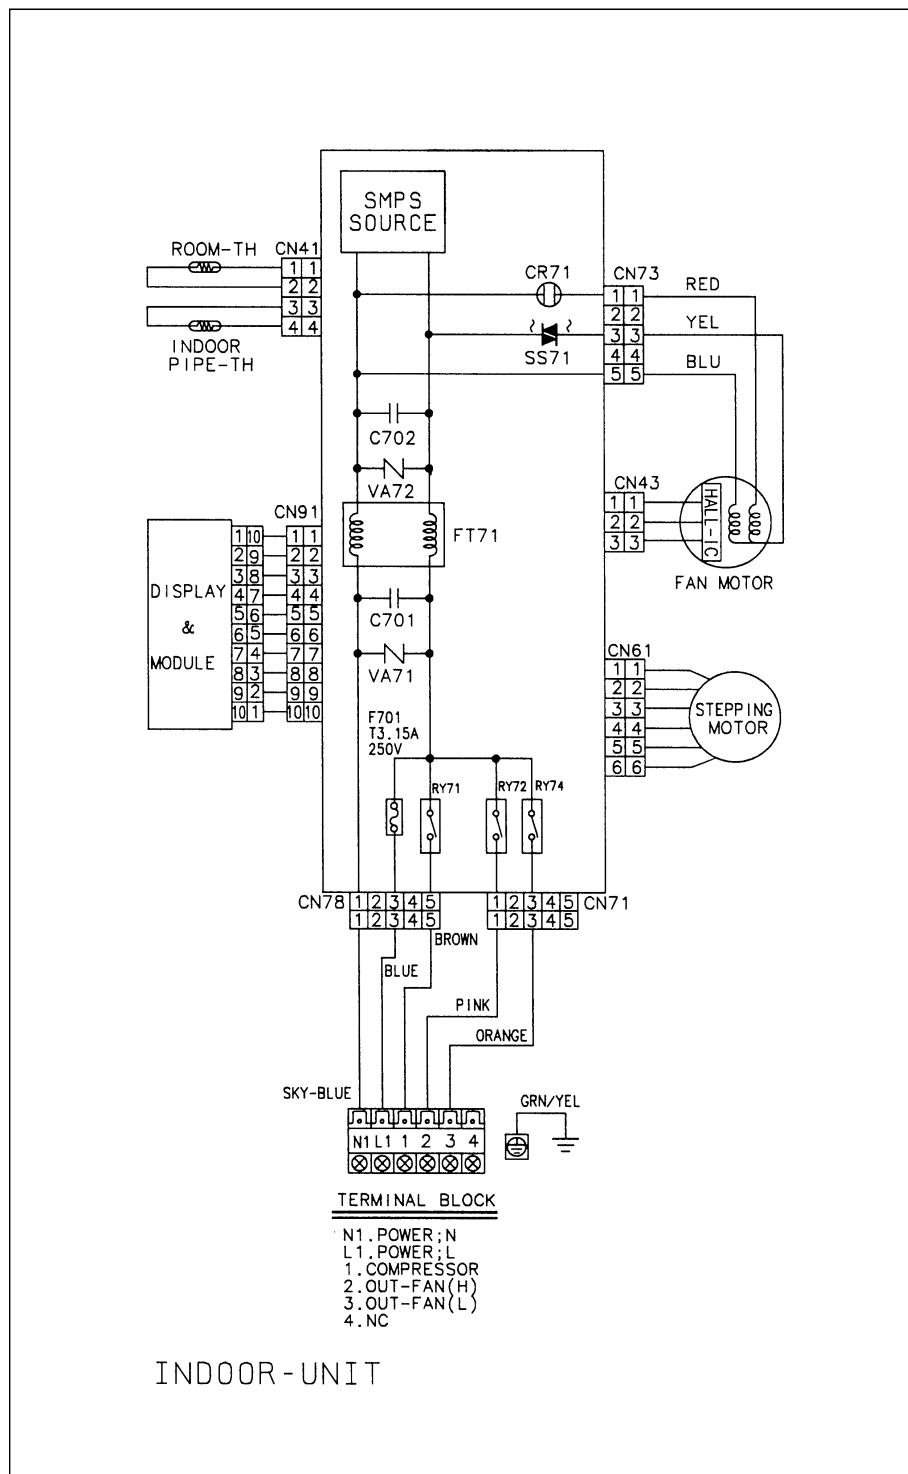 SMPS
SOURCE
ROOM-TH
CN41
1 1
2 2
3 3
4 4
INDOOR
PIPE-TH
CR71
CN73
SS71
1 1
2 2
3 3
4 4
5 5
RED
YEL
BLU
C702
VA72
FT71
C701
VA71
CN43
1 1
2 2
3 3
HALL-IC
FAN MOTOR
CN91
DISPLAY
&
MODULE
1 10 1 1
2 9 2 2
3 8 3 3
4 7 4 4
5 6 5 5
6 5 6 6
7 4 7 7
8 3 8 8
9 2 9 9
10 1 10 10
CN61
1 1
2 2
3 3
4 4
5 5
6 6
STEPPING
MOTOR
F701
T3.15A
250V
RY71
RY72
RY74
CN78
1 2 3 4 5
1 2 3 4 5
1 2 3 4 5
1 2 3 4 5
CN71
BROWN
BLUE
PINK
ORANGE
SKY-BLUE
GRN/YEL
N1 L1 1 2 3 4
TERMINAL BLOCK
N1.POWER;N
L1.POWER;L
1.COMPRESSOR
2.OUT-FAN(H)
3.OUT-FAN(L)
4.NC
INDOOR-UNIT